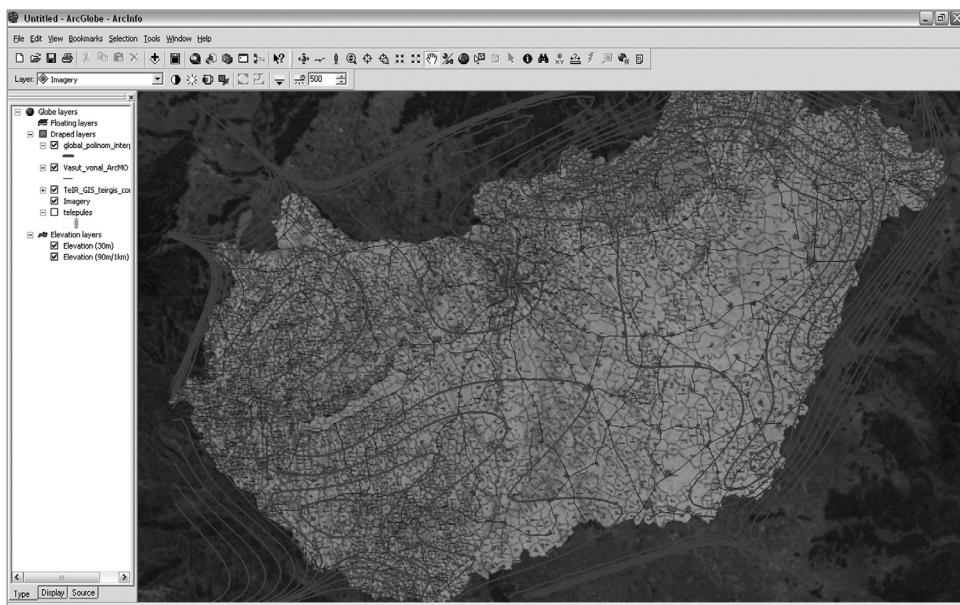 Untitled - ArcGlobe - ArcInfo
File Edit View Bookmarks Selection Tools Window Help
Layer: Imagery 500
Globe layers
Floating layers
Draped layers
global_polinom_inter
Vasut_vonal_ArcMO
TeIR_GIS_teirgis_co
Imagery
telepules
Elevation layers
Elevation (30m)
Elevation (90m/1km)
Type Display Source